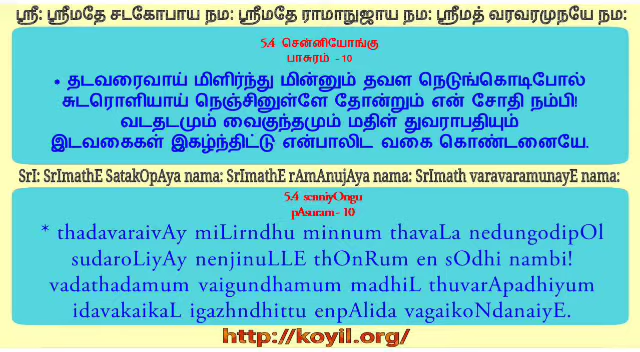 ஸ்ரீ: ஸ்ரீமதே சடகோபாய நம: ஸ்ரீமதே ராமாநுஜாய நம: ஸ்ரீமத் வரவரமுநயே நம:
5.4 சென்னியோங்கு
பாசுரம் - 10
* தடவரைவாய் மிளிர்ந்து மின்னும் தவள நெடுங்கொடிபோல்
சுடரொளியாய் நெஞ்சினுள்ளே தோன்றும் என் சோதி நம்பி!
வடதடமும் வைகுந்தமும் மதிள் துவராபதியும்
இடவகைகள் இகழ்ந்திட்டு என்பாலிட வகை கொண்டனையே.
SrI: SrImathE SatakOpAya nama: SrImathE rAmAnujAya nama: SrImath varavaramunayE nama:
5.4 senniyOngu
pAsuram - 10
* thadavaraivAy miLirndhu minnum thavaLa nedungodipOl
sudaroLiyAy nenjinuLLE thOnRum en sOdhi nambi!
vadathadamum vaigundhamum madhiL thuvarApadhiyum
idavakaikaL igazhndhittu enpAlida vagaikoNdanaiyE.
http://koyil.org/